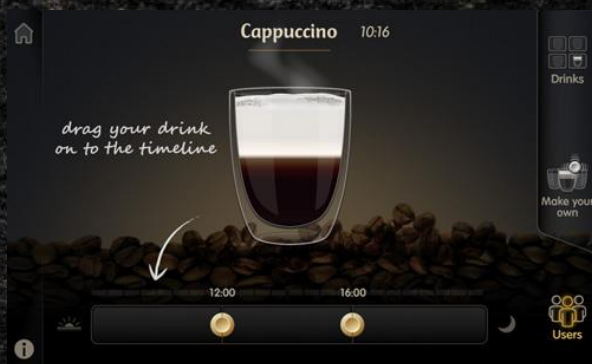 Cappuccino 10:16
Drinks
drag your drink
on to the timeline
Make your
own
12:00 16:00
Users